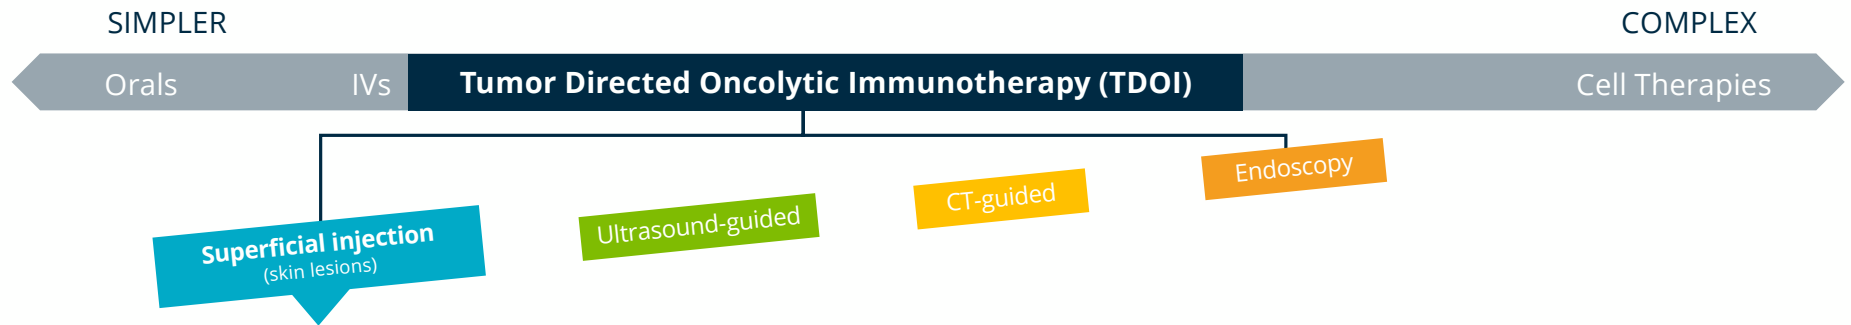 SIMPLER
COMPLEX
Orals
IVs
Tumor Directed Oncolytic Immunotherapy (TDOI)
Cell Therapies
Superficial injection
(skin lesions)
Ultrasound-guided
CT-guided
Endoscopy